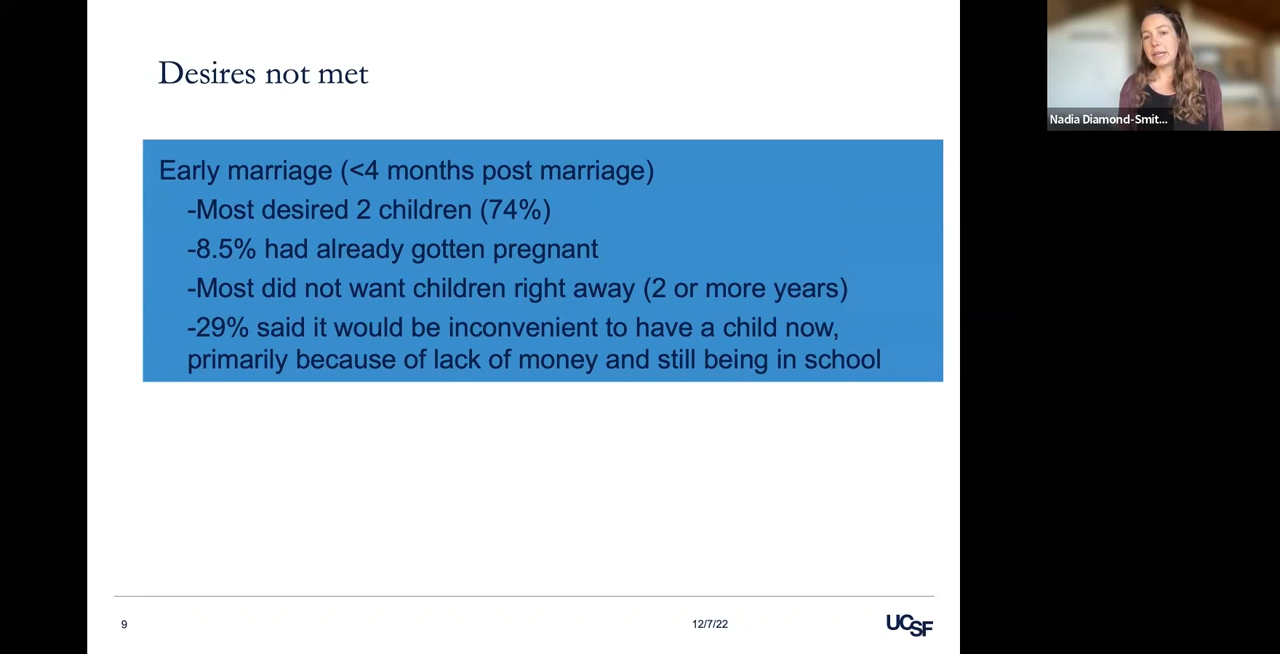 Desires not met
Early marriage (<4 months post marriage)
-Most desired 2 children (74%)
-8.5% had already gotten pregnant
-Most did not want children right away (2 or more years)
-29% said it would be inconvenient to have a child now,
primarily because of lack of money and still being in school
9
12/7/22
UCSF
Nadia Diamond-Smit...